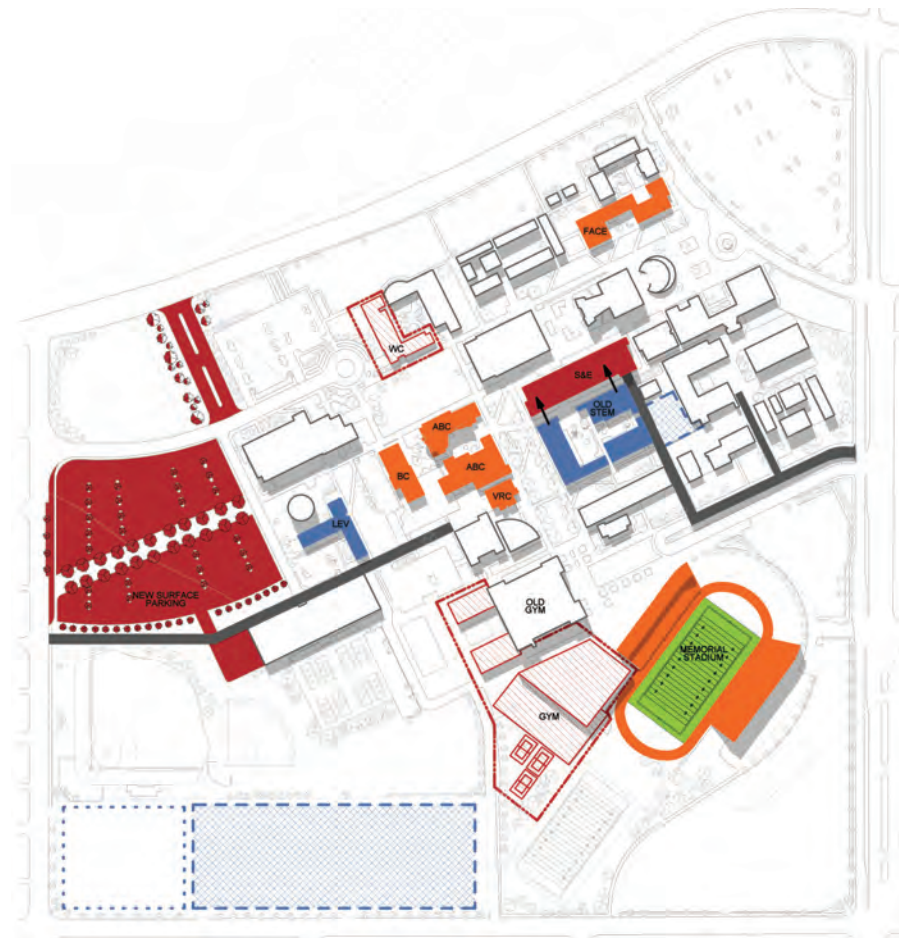 FACE
WC
S&E
OLD
STEM
ABC
ABC
BC
VRC
LEV
NEW SURFACE
PARKING
OLD
GYM
MEMORIAL
STADIUM
GYM